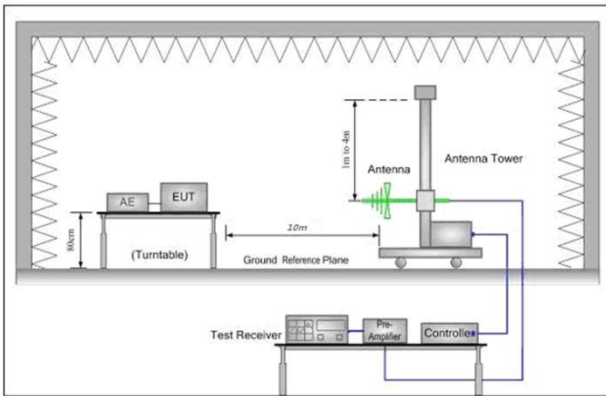 1m to 4m
Antenna
Antenna Tower
AE
EUT
80cm
(Turntable)
10m
Ground Reference Plane
Test Receiver
Pre-
Amplifier
Controller